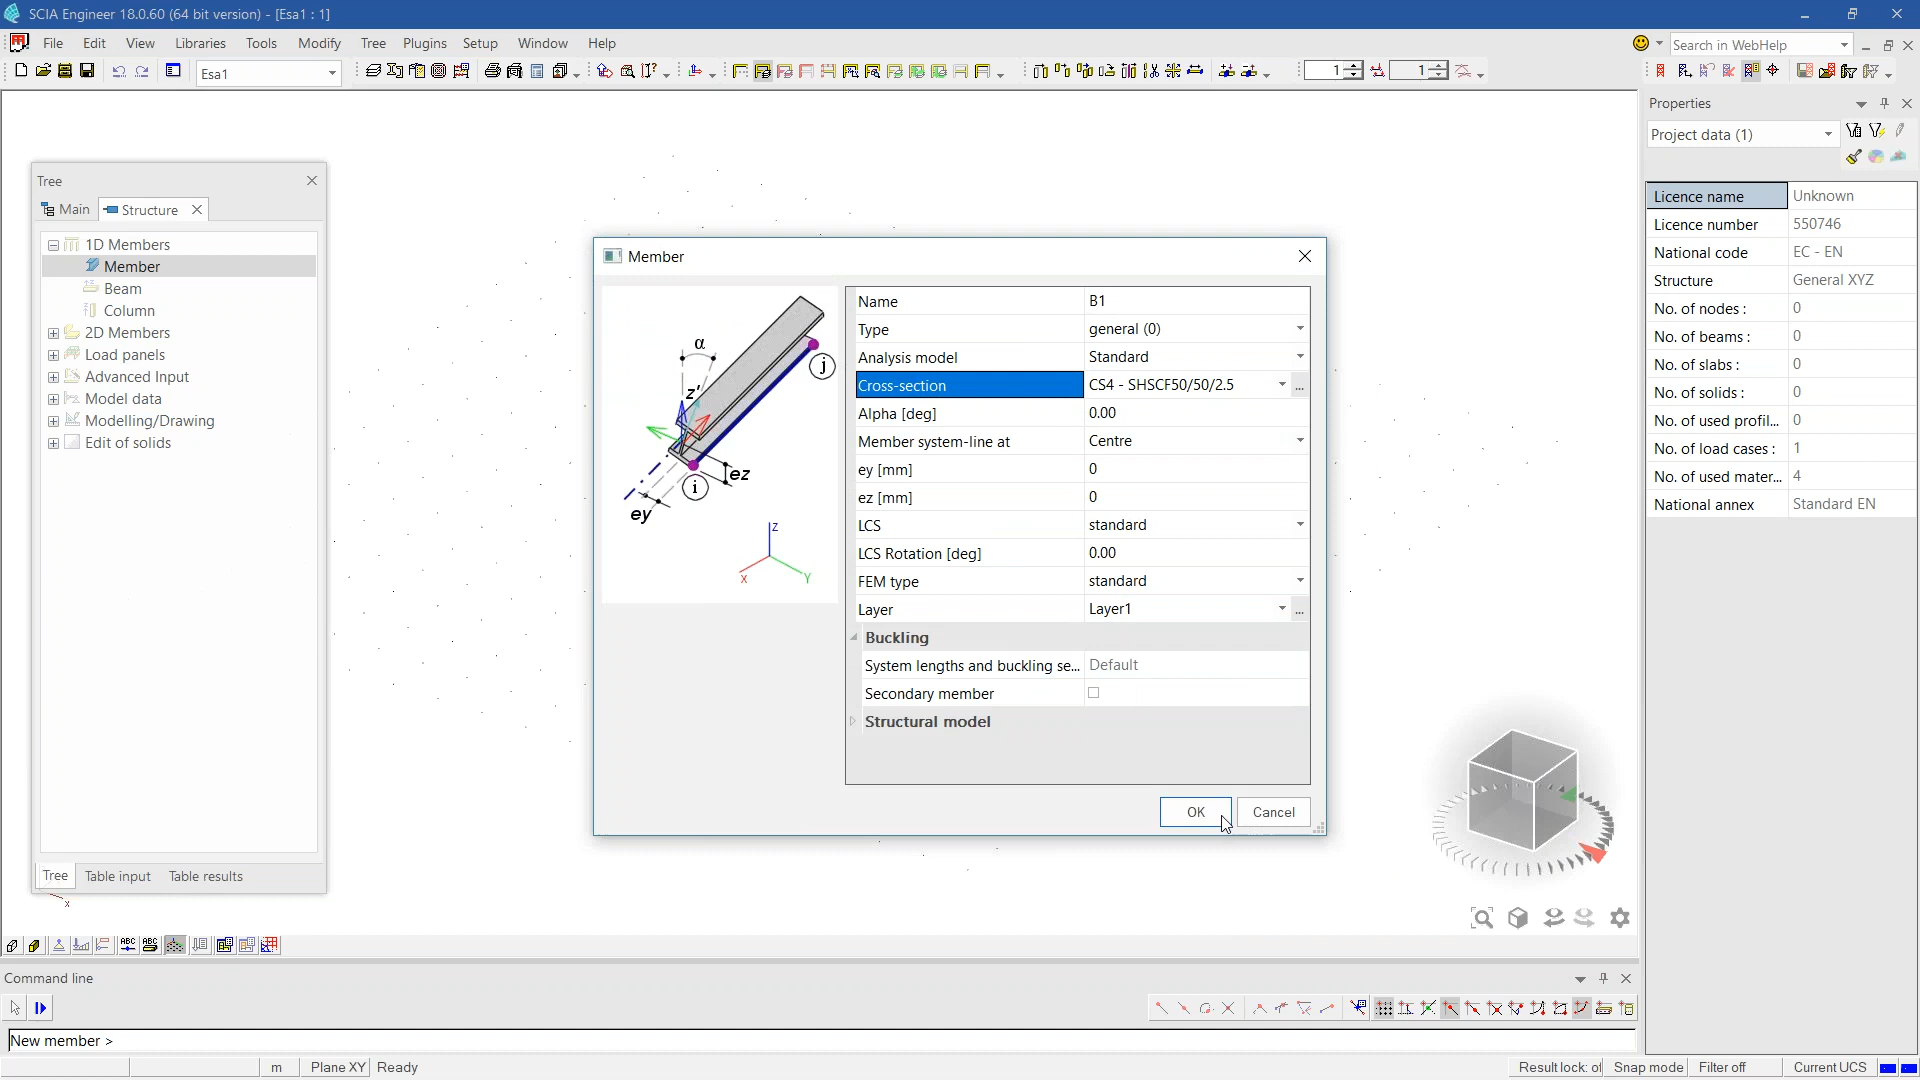 SCIA Engineer 18.0.60 (64 bit version) - [Esa1 : 1]
File Edit View Libraries Tools Modify Tree Plugins Setup Window Help
Search in WebHelp
Esa1
1
1
Properties
Project data (1)
Licence name Unknown
Licence number 550746
National code EC - EN
Structure General XYZ
No. of nodes : 0
No. of beams : 0
No. of slabs : 0
No. of solids : 0
No. of used profil... 0
No. of load cases : 1
No. of used mater... 4
National annex Standard EN
Tree
Main Structure
1D Members
Member
Beam
Column
2D Members
Load panels
Advanced Input
Model data
Modelling/Drawing
Edit of solids
Tree Table input Table results
x
Member
α
z'
j
i
ez
ey
z
x
Y
Name B1
Type general (0)
Analysis model Standard
Cross-section CS4 - SHSCF50/50/2.5 ...
Alpha [deg] 0.00
Member system-line at Centre
ey [mm] 0
ez [mm] 0
LCS standard
LCS Rotation [deg] 0.00
FEM type standard
Layer Layer1 ...
Buckling
System lengths and buckling se... Default
Secondary member
Structural model
OK Cancel
ABC ABC
Command line
New member >
m Plane XY Ready
Result lock: of Snap mode Filter off Current UCS